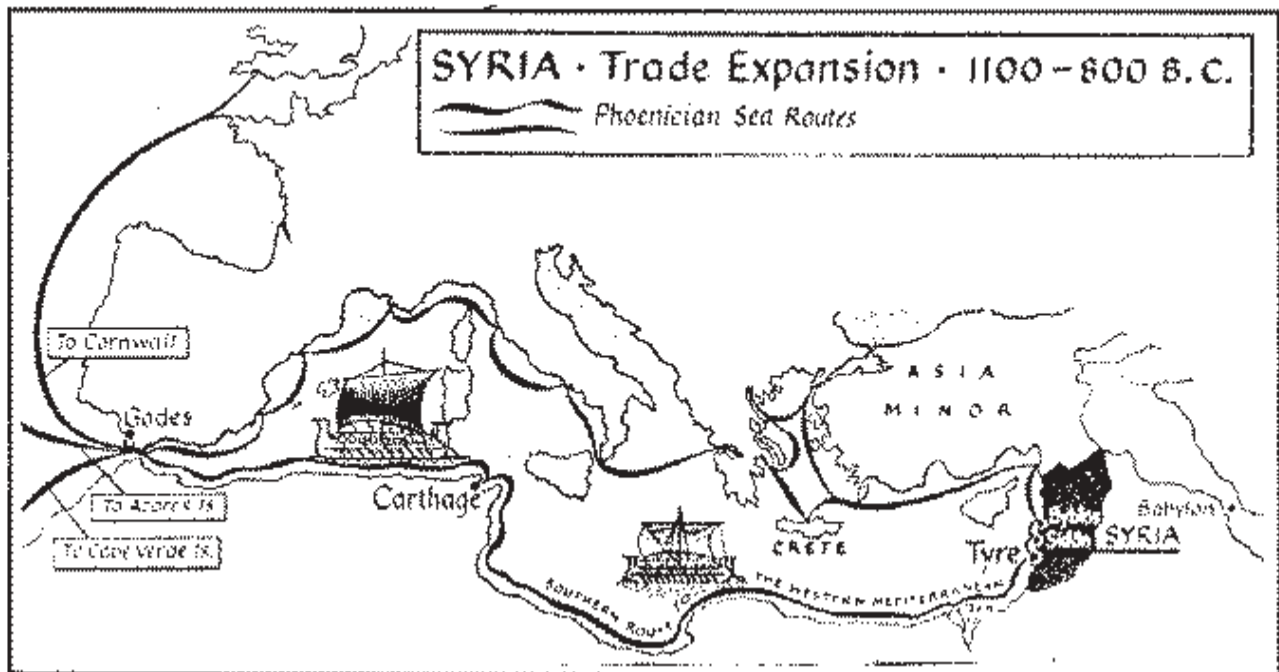 SYRIA · Trade Expansion · 1100–800 B.C.
Phoenician Sea Routes
To Cornwall
Gades
To Azores Is.
To Cape Verde Is.
Carthage
ASIA
MINOR
CRETE
Tyre
SYRIA
Babylon
SOUTHERN ROUTE TO THE WESTERN MEDITERRANEAN